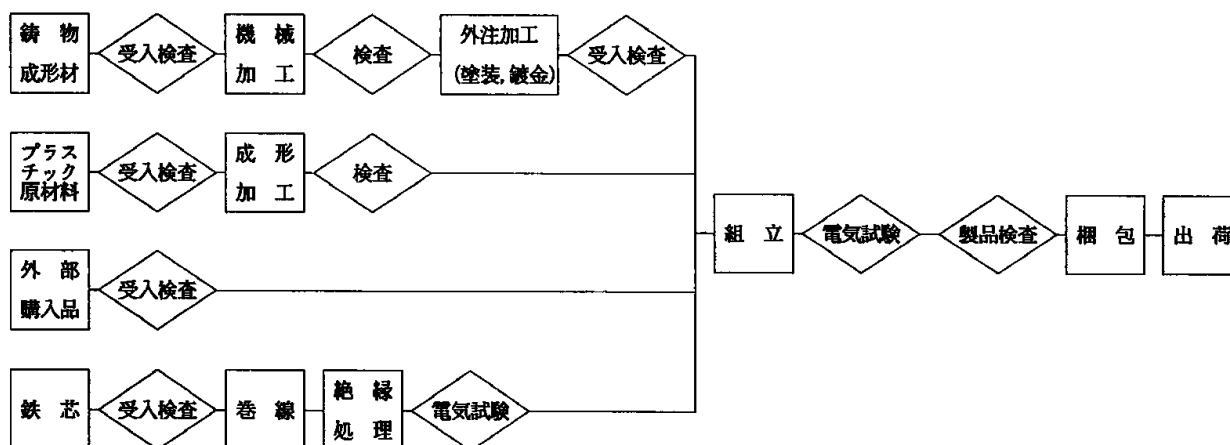 鋳物
成形材
受入検査
機械
加工
検査
外注加工
(塗装,鍍金)
受入検査
プラス
チック
原材料
受入検査
成形
加工
検査
組立
電気試験
製品検査
梱包
出荷
外部
購入品
受入検査
鉄芯
受入検査
巻線
絶縁
処理
電気試験